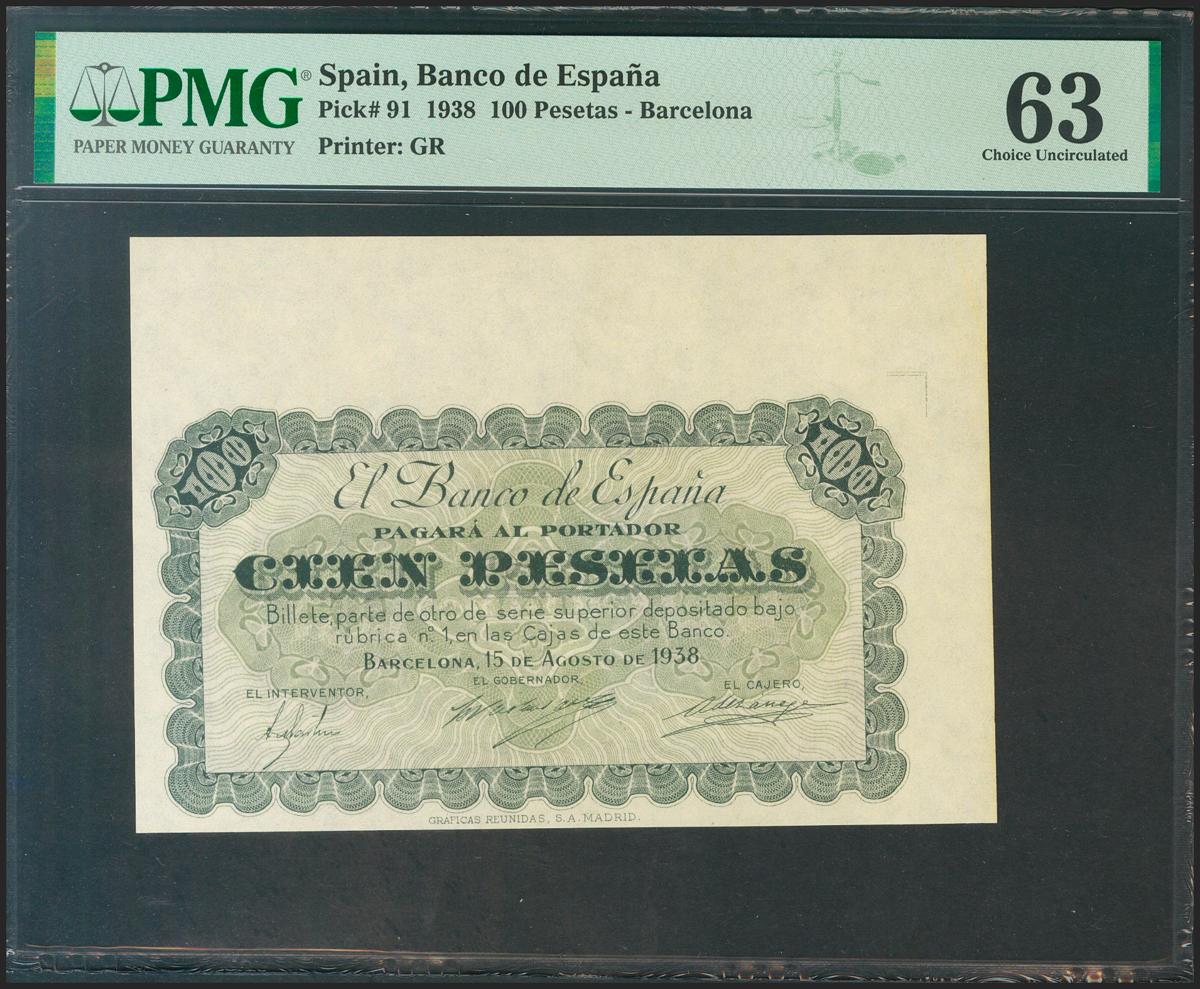 PMG®
PAPER MONEY GUARANTY
Spain, Banco de España
Pick# 91 1938 100 Pesetas - Barcelona
Printer: GR
63
Choice Uncirculated
100
100
El Banco de España
PAGARÁ AL PORTADOR
CIEN PESETAS
Billete, parte de otro de serie superior depositado bajo
rúbrica nº 1, en las Cajas de este Banco.
BARCELONA, 15 DE AGOSTO DE 1938
EL GOBERNADOR,
EL INTERVENTOR,
EL CAJERO,
GRAFICAS REUNIDAS, S.A. MADRID.